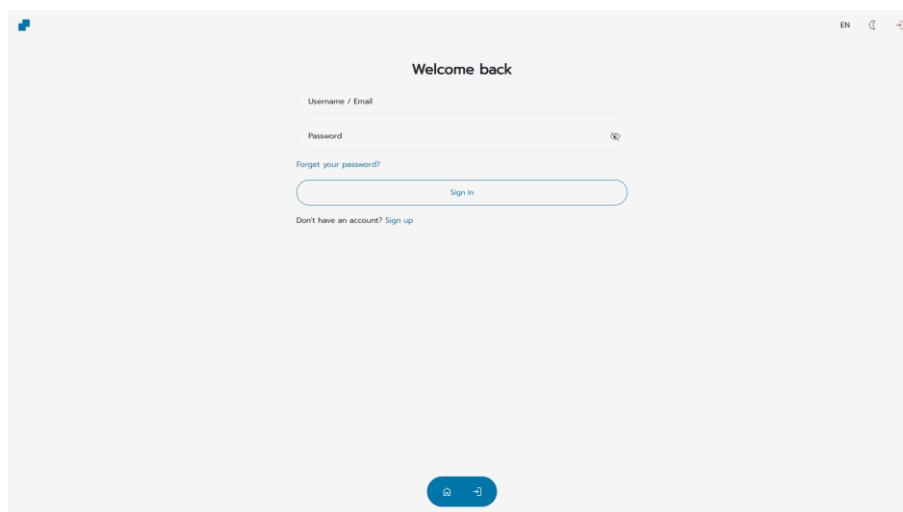 EN
Welcome back
Username / Email
Password
Forget your password?
Sign In
Don't have an account? Sign up